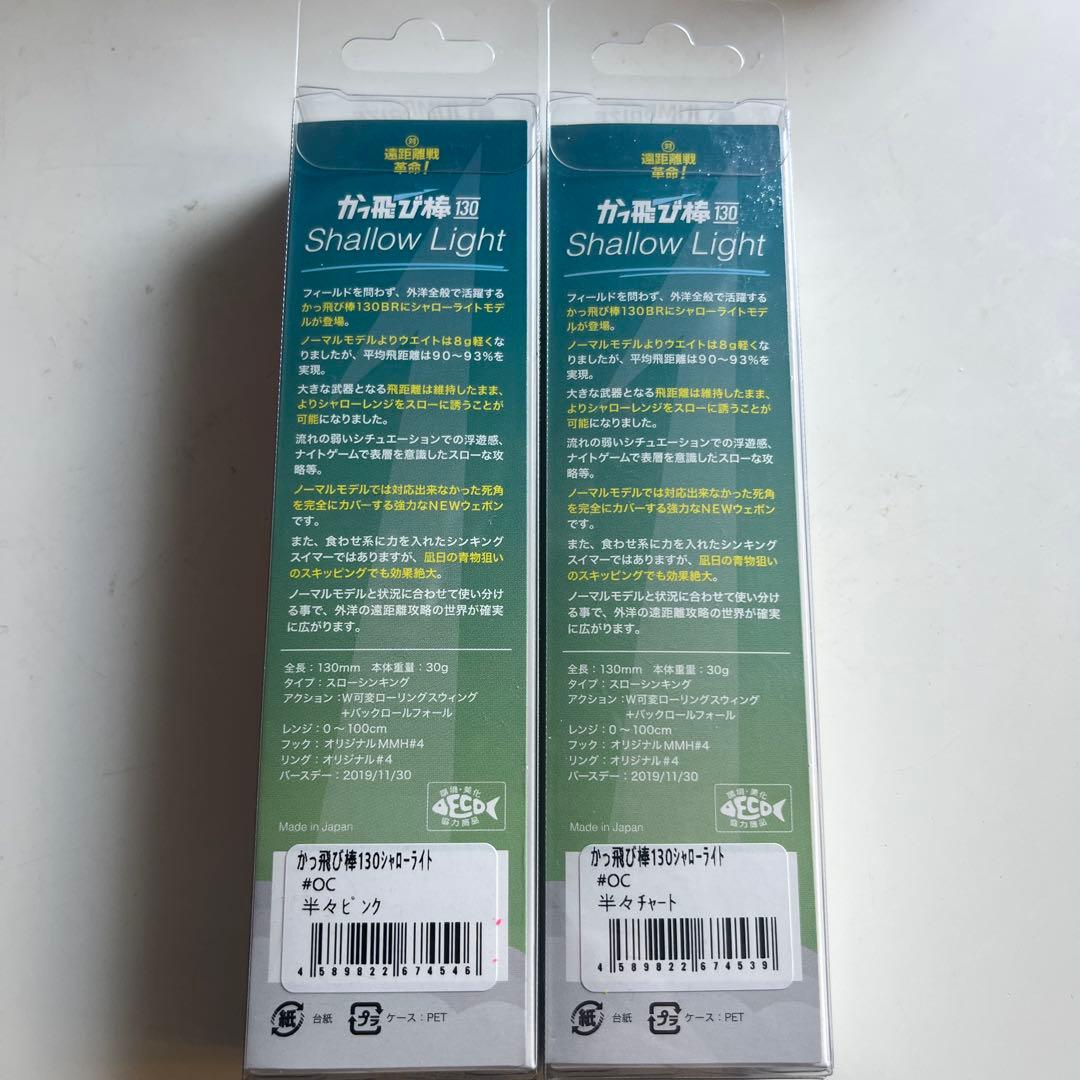 対
遠距離戦
革命!
かっ飛び棒 130
Shallow Light
フィールドを問わず、外洋全般で活躍する
かっ飛び棒130BRにシャローライトモデ
ルが登場。
ノーマルモデルよりウエイトは8g軽くな
りましたが、平均飛距離は90～93%を
実現。
大きな武器となる飛距離は維持したまま、
よりシャローレンジをスローに誘うことが
可能になりました。
流れの弱いシチュエーションでの浮遊感、
ナイトゲームで表層を意識したスローな攻
略等。
ノーマルモデルでは対応出来なかった死角
を完全にカバーする強力なNEWウェポン
です。
また、食わせ系に力を入れたシンキング
スイマーではありますが、凪日の青物狙い
のスキッピングでも効果絶大。
ノーマルモデルと状況に合わせて使い分け
る事で、外洋の遠距離攻略の世界が確実
に広がります。
全長：130mm 本体重量：30g
タイプ：スローシンキング
アクション：W可変ローリングスウィング
＋バックロールフォール
レンジ：0～100cm
フック：オリジナルMMH#4
リング：オリジナル#4
バースデー：2019/11/30
環境・美化
ECO
協力商品
Made in Japan
かっ飛び棒130ｼｬﾛｰﾗｲﾄ
#OC
半々ﾋﾟﾝｸ
4 589822 674546
紙 台紙 プラ ケース：PET
対
遠距離戦
革命!
かっ飛び棒 130
Shallow Light
フィールドを問わず、外洋全般で活躍する
かっ飛び棒130BRにシャローライトモデ
ルが登場。
ノーマルモデルよりウエイトは8g軽くな
りましたが、平均飛距離は90～93%を
実現。
大きな武器となる飛距離は維持したまま、
よりシャローレンジをスローに誘うことが
可能になりました。
流れの弱いシチュエーションでの浮遊感、
ナイトゲームで表層を意識したスローな攻
略等。
ノーマルモデルでは対応出来なかった死角
を完全にカバーする強力なNEWウェポン
です。
また、食わせ系に力を入れたシンキング
スイマーではありますが、凪日の青物狙い
のスキッピングでも効果絶大。
ノーマルモデルと状況に合わせて使い分け
る事で、外洋の遠距離攻略の世界が確実
に広がります。
全長：130mm 本体重量：30g
タイプ：スローシンキング
アクション：W可変ローリングスウィング
＋バックロールフォール
レンジ：0～100cm
フック：オリジナルMMH#4
リング：オリジナル#4
バースデー：2019/11/30
環境・美化
ECO
協力商品
Made in Japan
かっ飛び棒130ｼｬﾛｰﾗｲﾄ
#OC
半々ﾁｬｰﾄ
4 589822 674539
紙 台紙 プラ ケース：PET